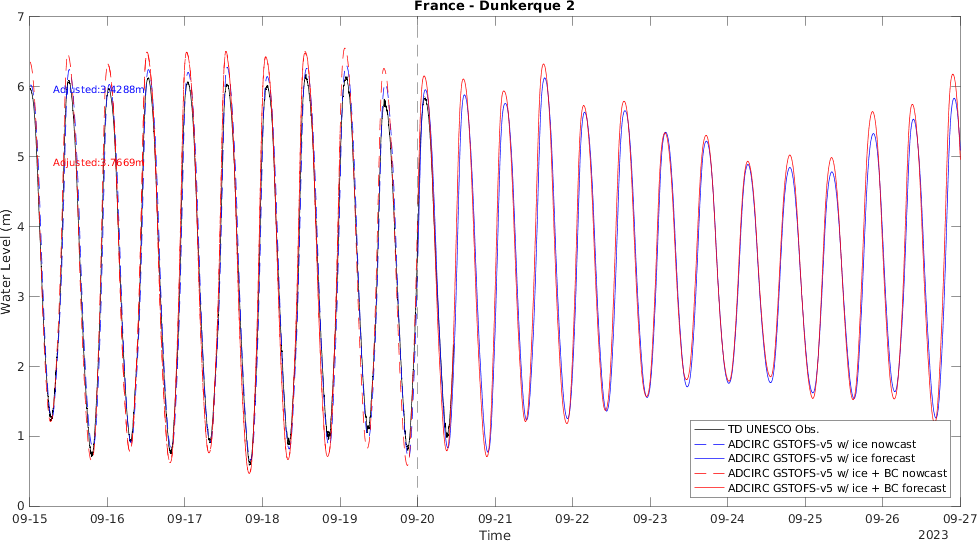 France - Dunkerque 2
7
6
5
4
3
2
1
0
Water Level (m)
Adjusted:3.4288m
Adjusted:3.7669m
TD UNESCO Obs.
ADCIRC GSTOFS-v5 w/ ice nowcast
ADCIRC GSTOFS-v5 w/ ice forecast
ADCIRC GSTOFS-v5 w/ ice + BC nowcast
ADCIRC GSTOFS-v5 w/ ice + BC forecast
09-15 09-16 09-17 09-18 09-19 09-20 09-21 09-22 09-23 09-24 09-25 09-26 09-27
Time
2023